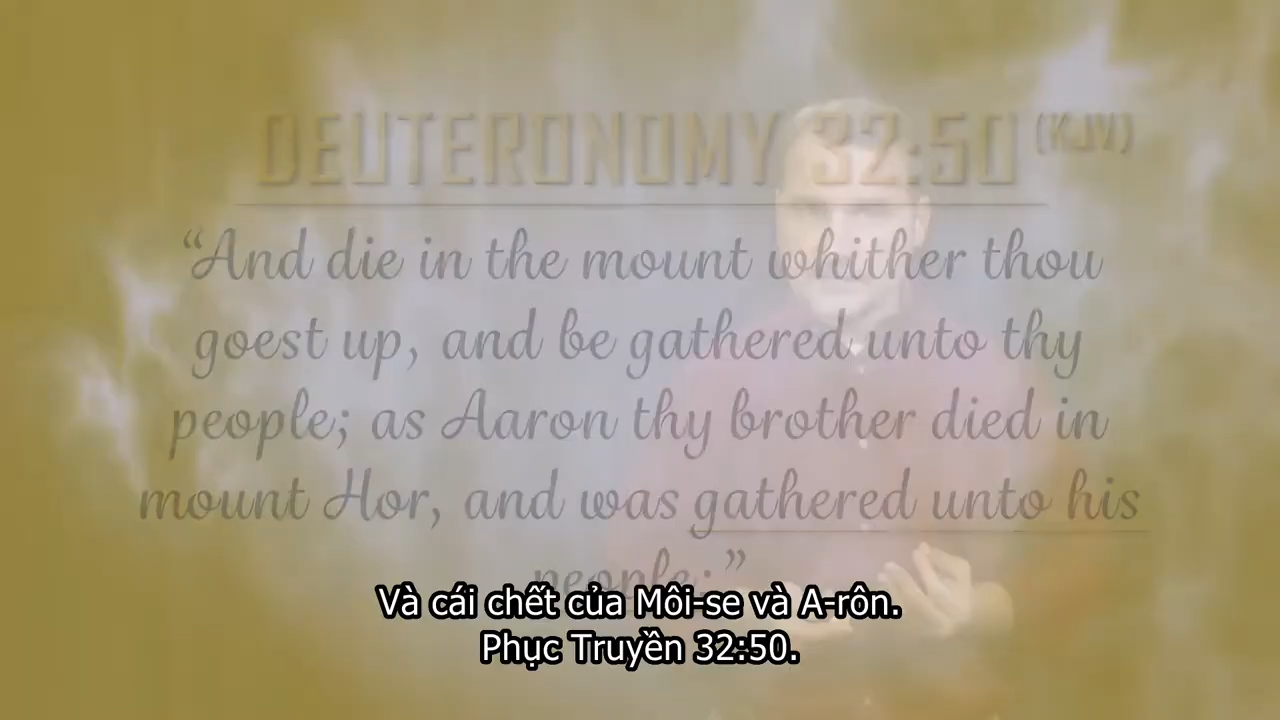 DEUTERONOMY 32:50 (KJV)
“And die in the mount whither thou
goest up, and be gathered unto thy
people; as Aaron thy brother died in
mount Hor, and was gathered unto his
people:”
Và cái chết của Môi-se và A-rôn.
Phục Truyền 32:50.